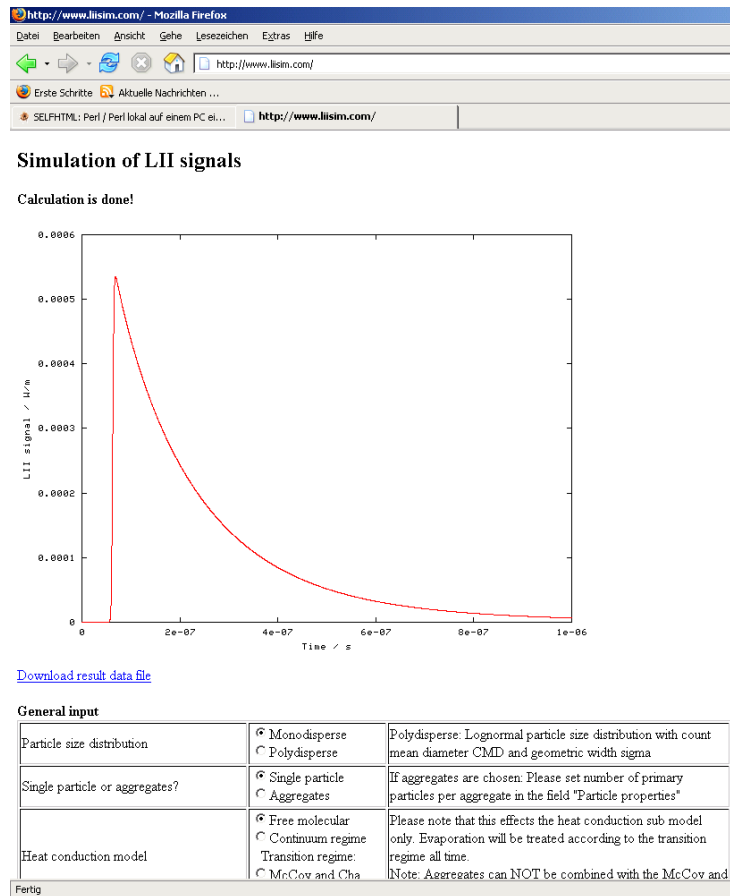 http://www.liisim.com/ - Mozilla Firefox
Datei Bearbeiten Ansicht Gehe Lesezeichen Extras Hilfe
http://www.liisim.com/
Erste Schritte Aktuelle Nachrichten ...
SELFHTML: Perl / Perl lokal auf einem PC ei... http://www.liisim.com/
Simulation of LII signals
Calculation is done!
0.0006
0.0005
0.0004
0.0003
0.0002
0.0001
0
LII signal / W/m
0 2e-07 4e-07 6e-07 8e-07 1e-06
Time / s
Download result data file
General input
Particle size distribution
Monodisperse
Polydisperse
Polydisperse: Lognormal particle size distribution with count
mean diameter CMD and geometric width sigma
Single particle or aggregates?
Single particle
Aggregates
If aggregates are chosen: Please set number of primary
particles per aggregate in the field "Particle properties"
Heat conduction model
Free molecular
Continuum regime
Transition regime:
McCoy and Cha
Please note that this effects the heat conduction sub model
only. Evaporation will be treated according to the transition
regime all time.
Note: Aggregates can NOT be combined with the McCoy and
Fertig